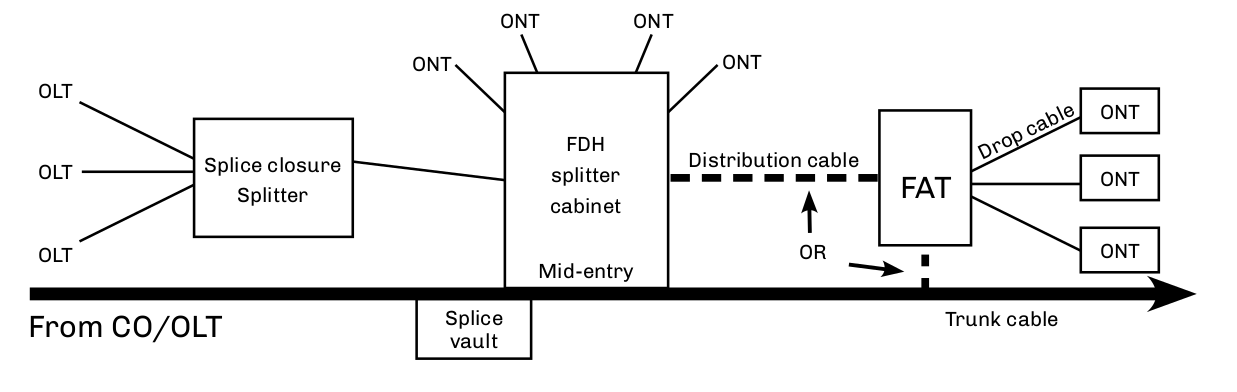 ONT
ONT
ONT
ONT
OLT
OLT
OLT
Splice closure
Splitter
FDH
splitter
cabinet
Mid-entry
Distribution cable
OR
FAT
Drop cable
ONT
ONT
ONT
From CO/OLT
Splice
vault
Trunk cable